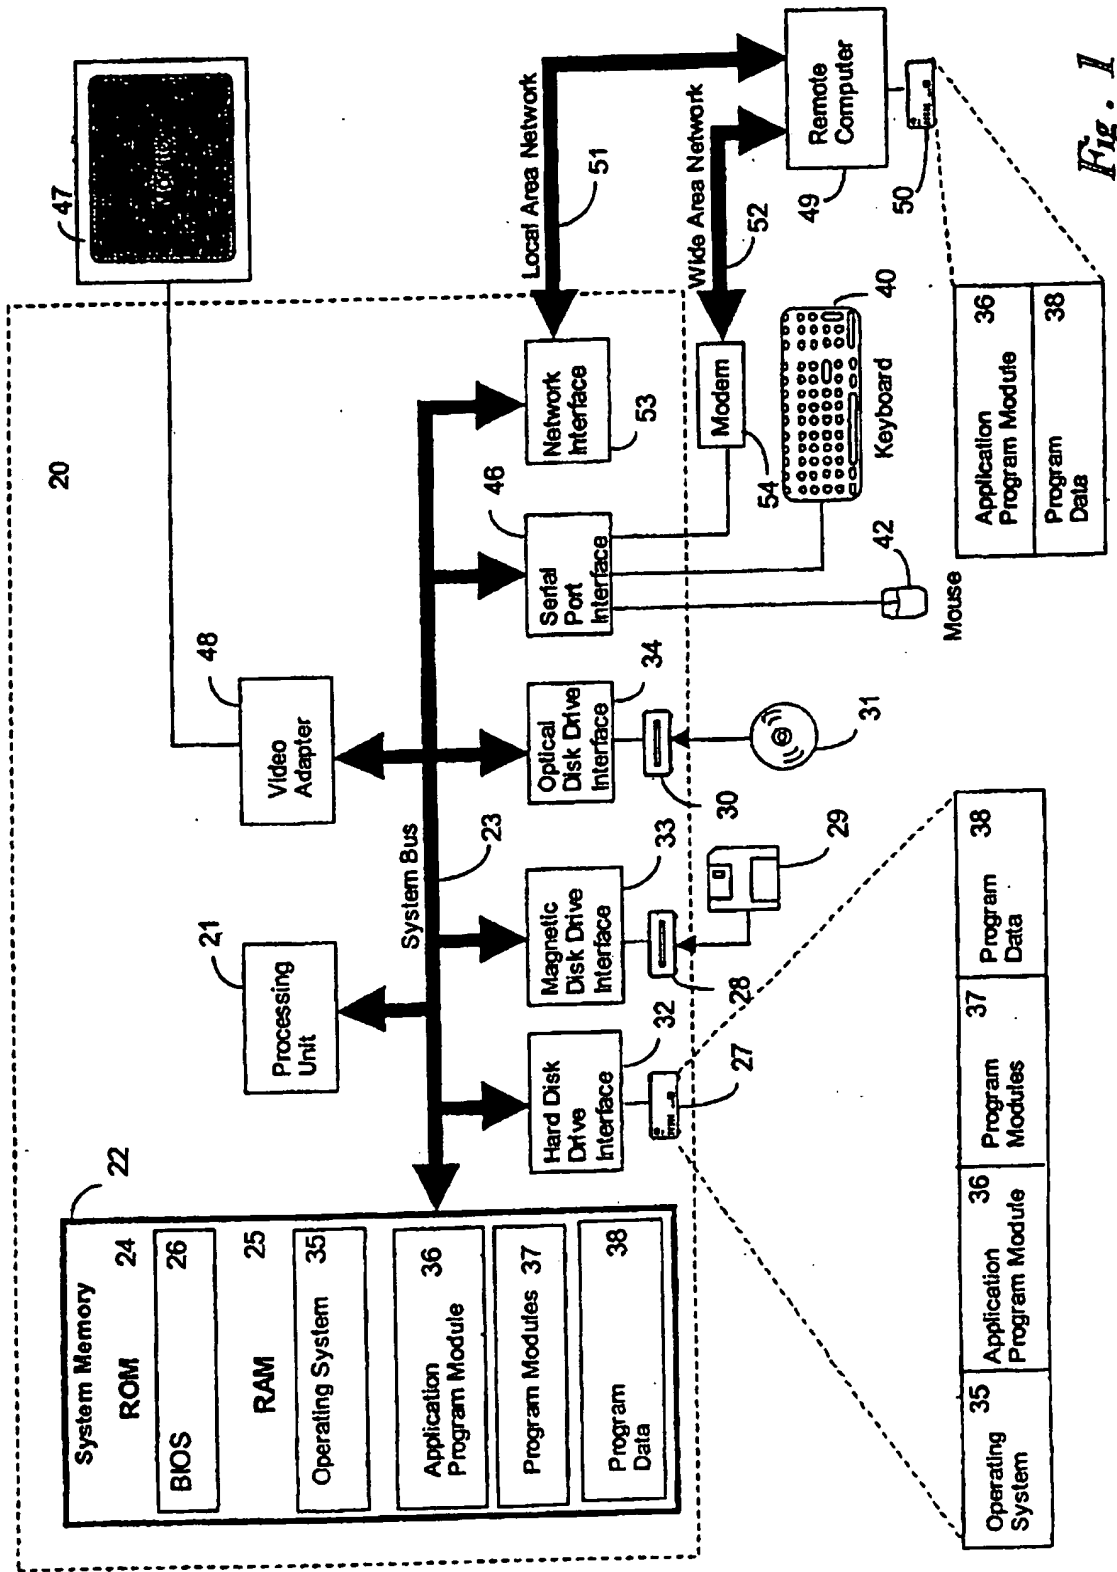 System Memory
22
ROM
24
BIOS
26
RAM
25
Operating System
35
Application
Program Module
36
Program Modules
37
Program
Data
38
Processing
Unit
21
Video
Adapter
48
47
20
System Bus
23
Hard Disk
Drive
Interface
32
Magnetic
Disk Drive
Interface
33
Optical
Disk Drive
Interface
34
Serial
Port
Interface
46
Network
Interface
53
Local Area Network
51
27
28
30
Modem
54
Wide Area Network
52
29
31
Mouse
42
Keyboard
40
Remote
Computer
49
50
Operating
System
35
Application
Program Module
36
Program
Modules
37
Program
Data
38
Application
Program Module
36
Program
Data
38
Fig. 1